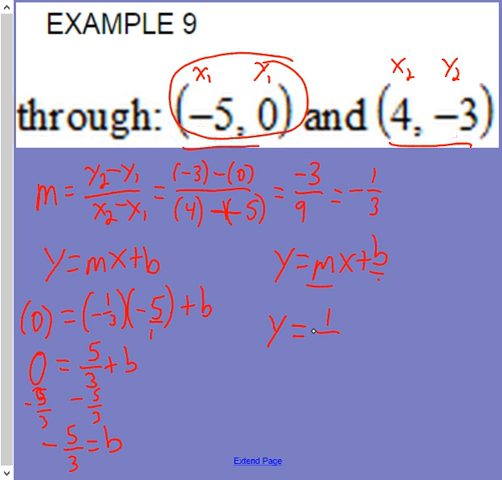 EXAMPLE 9
x₁ y₁ x₂ y₂
through: (−5, 0) and (4, −3)
m = (y₂−y₁)/(x₂−x₁) = ((-3)-(0))/((4)-(-5)) = -3/9 = -1/3
y=mx+b
(0) = (-1/3)(-5/1)+b
0 = 5/3+b
-5/3 -5/3
-5/3=b
y=mx+b
y= 1
Extend Page